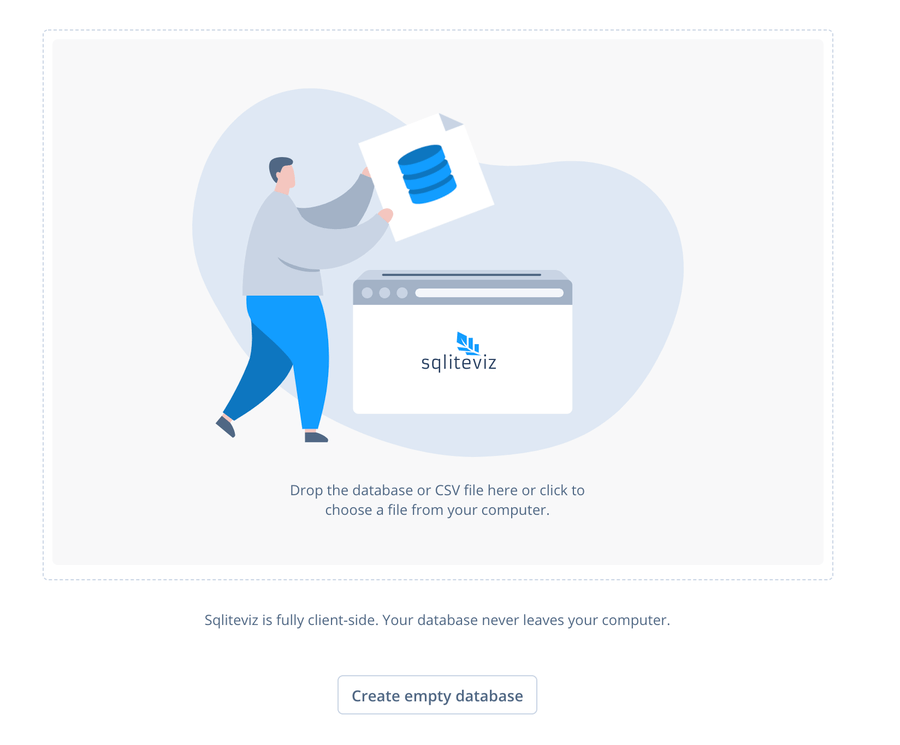 sqliteviz
Drop the database or CSV file here or click to
choose a file from your computer.
Sqliteviz is fully client-side. Your database never leaves your computer.
Create empty database